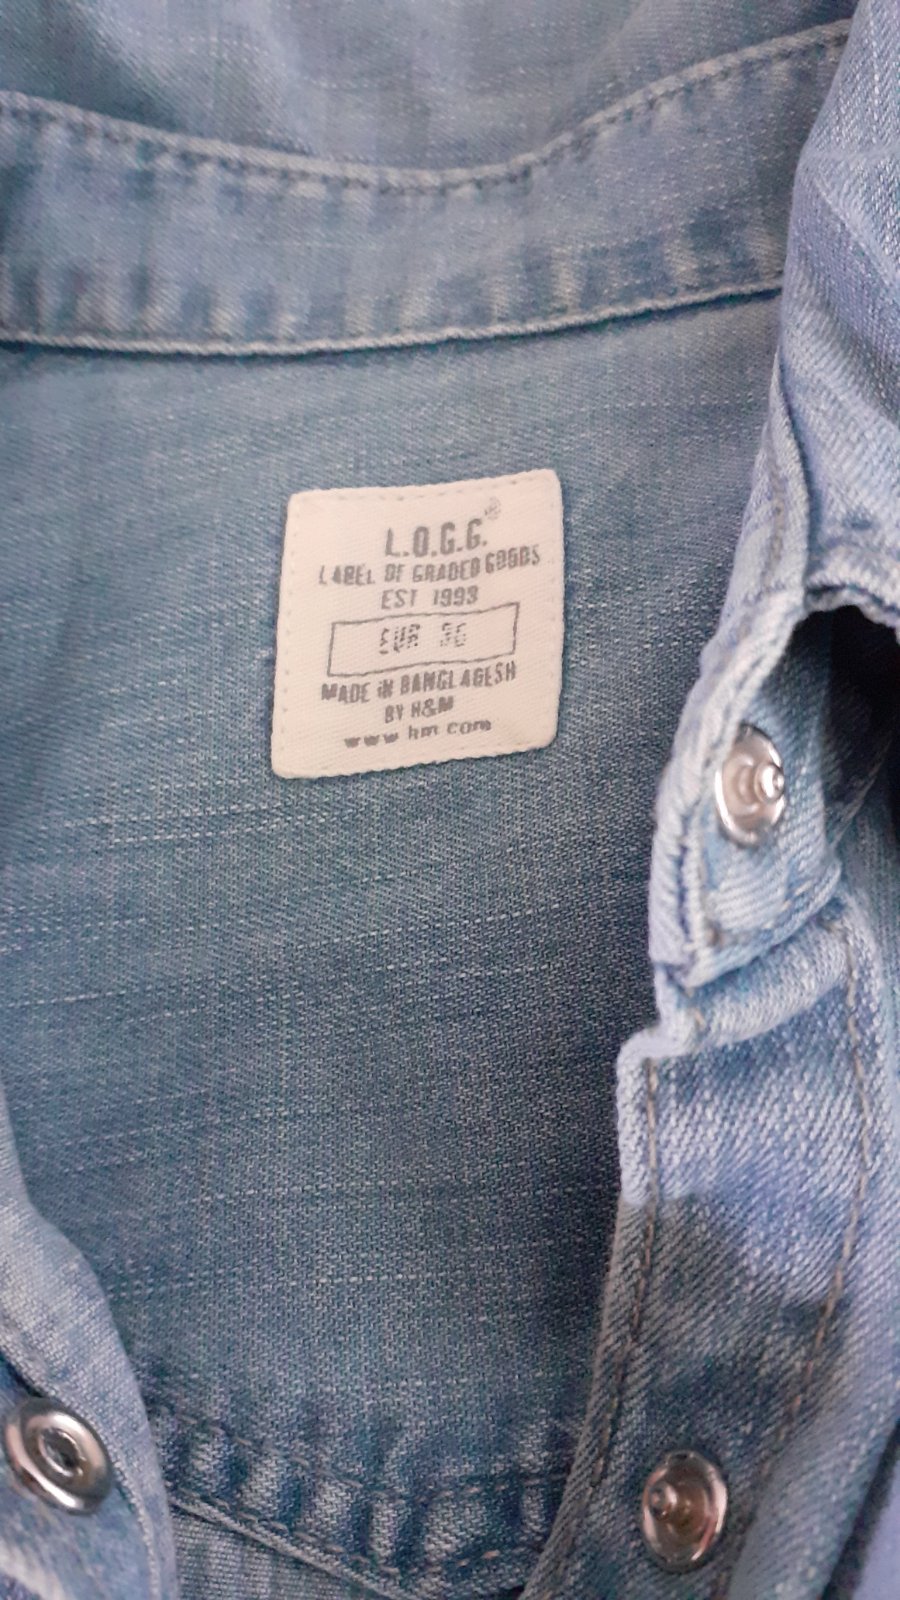 L.O.G.G.®
LABEL OF GRADED GOODS
EST 1993
EUR 36
MADE IN BANGLADESH
BY H&M
www.hm.com